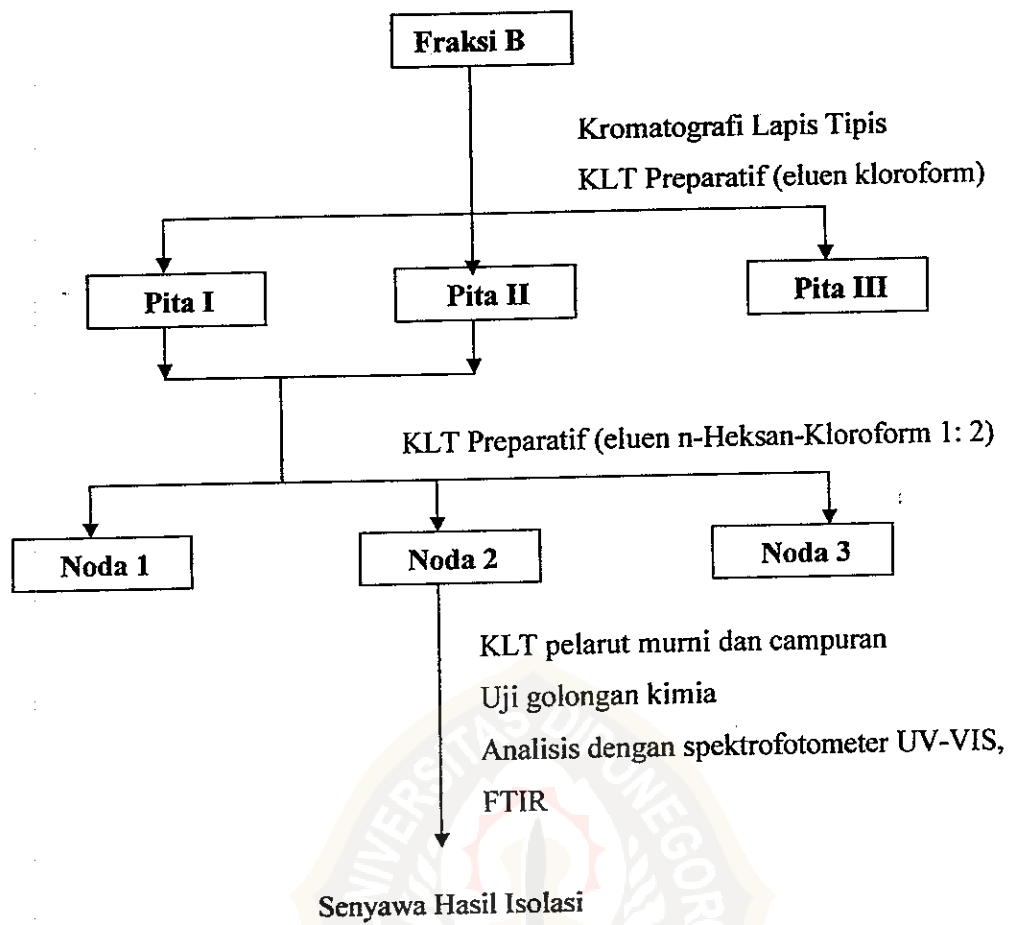 Fraksi B
Kromatografi Lapis Tipis
KLT Preparatif (eluen kloroform)
Pita I
Pita II
Pita III
KLT Preparatif (eluen n-Heksan-Kloroform 1: 2)
Noda 1
Noda 2
Noda 3
KLT pelarut murni dan campuran
Uji golongan kimia
Analisis dengan spektrofotometer UV-VIS,
FTIR
Senyawa Hasil Isolasi